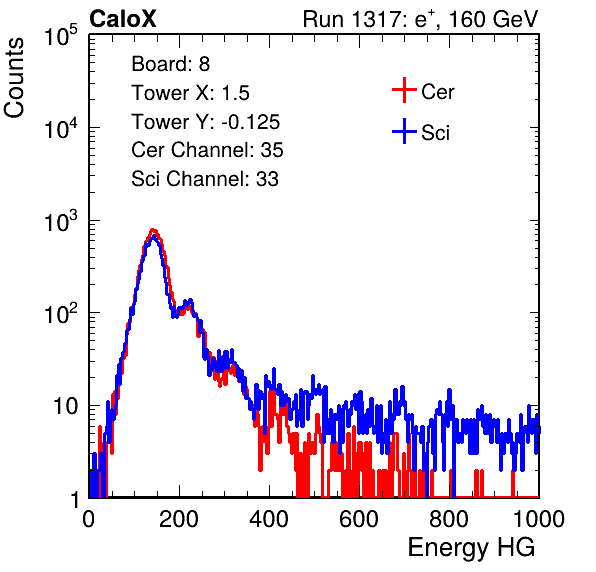 CaloX Run 1317: e⁺, 160 GeV
Counts
Board: 8
Tower X: 1.5
Tower Y: -0.125
Cer Channel: 35
Sci Channel: 33
Cer
Sci
10⁵
10⁴
10³
10²
10
1
0 200 400 600 800 1000
Energy HG